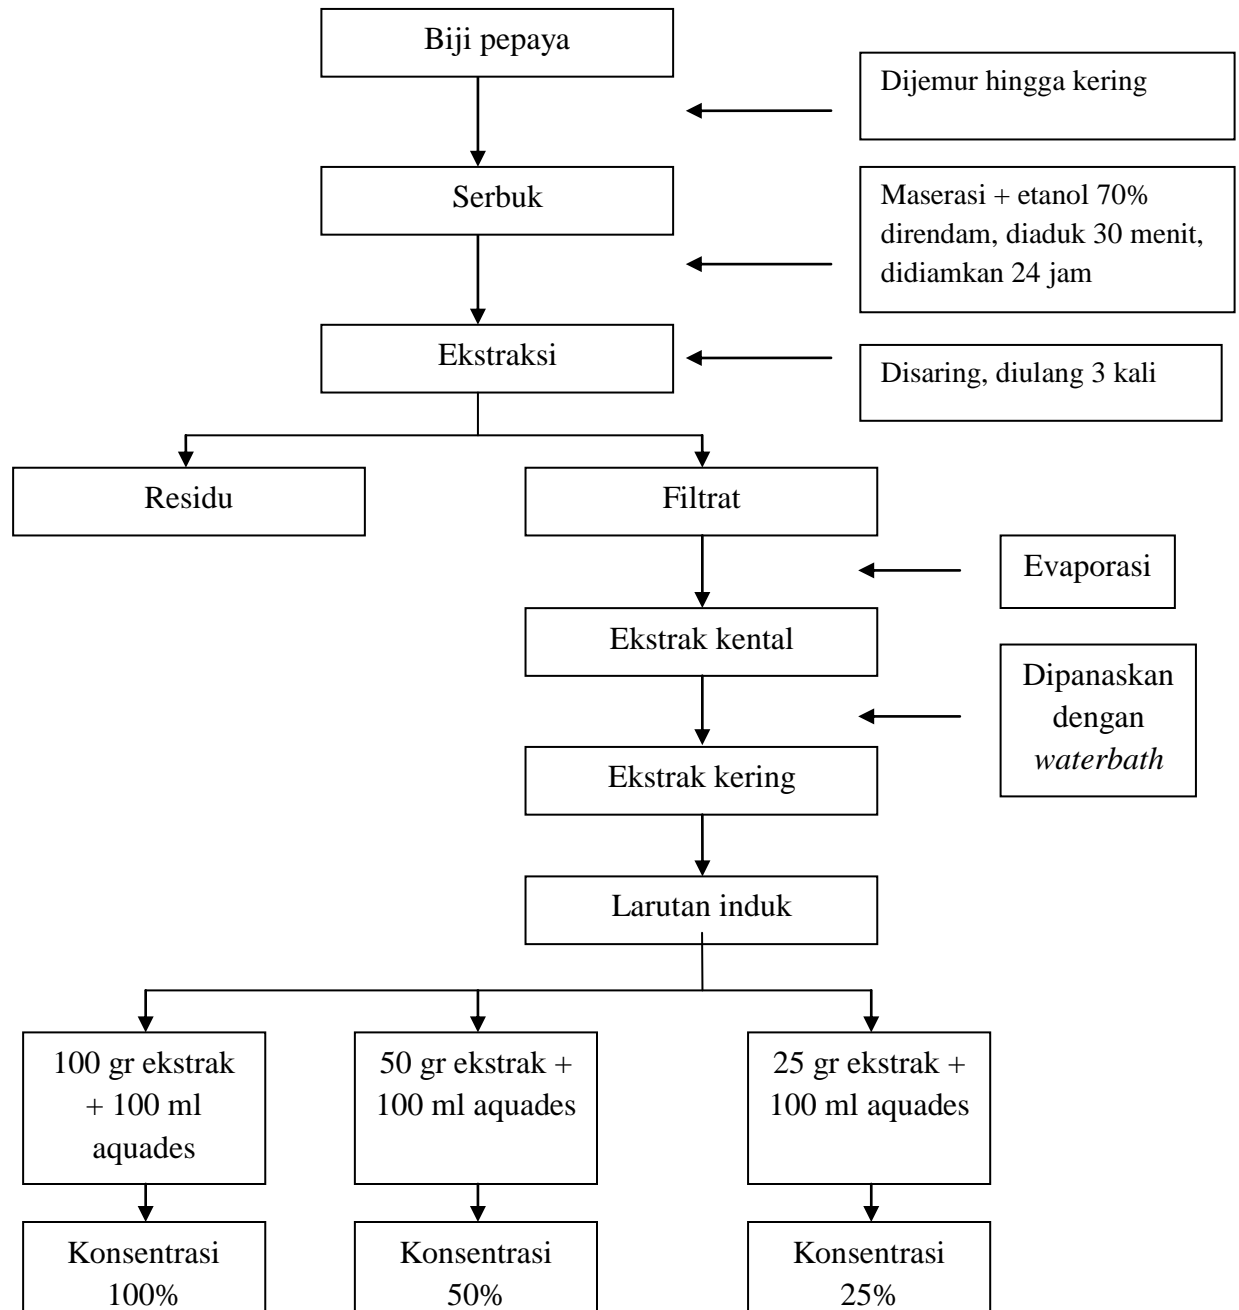 Biji pepaya
Dijemur hingga kering
Serbuk
Maserasi + etanol 70%
direndam, diaduk 30 menit,
didiamkan 24 jam
Ekstraksi
Disaring, diulang 3 kali
Residu
Filtrat
Evaporasi
Ekstrak kental
Dipanaskan
dengan
waterbath
Ekstrak kering
Larutan induk
100 gr ekstrak
+ 100 ml
aquades
50 gr ekstrak +
100 ml aquades
25 gr ekstrak +
100 ml aquades
Konsentrasi
100%
Konsentrasi
50%
Konsentrasi
25%